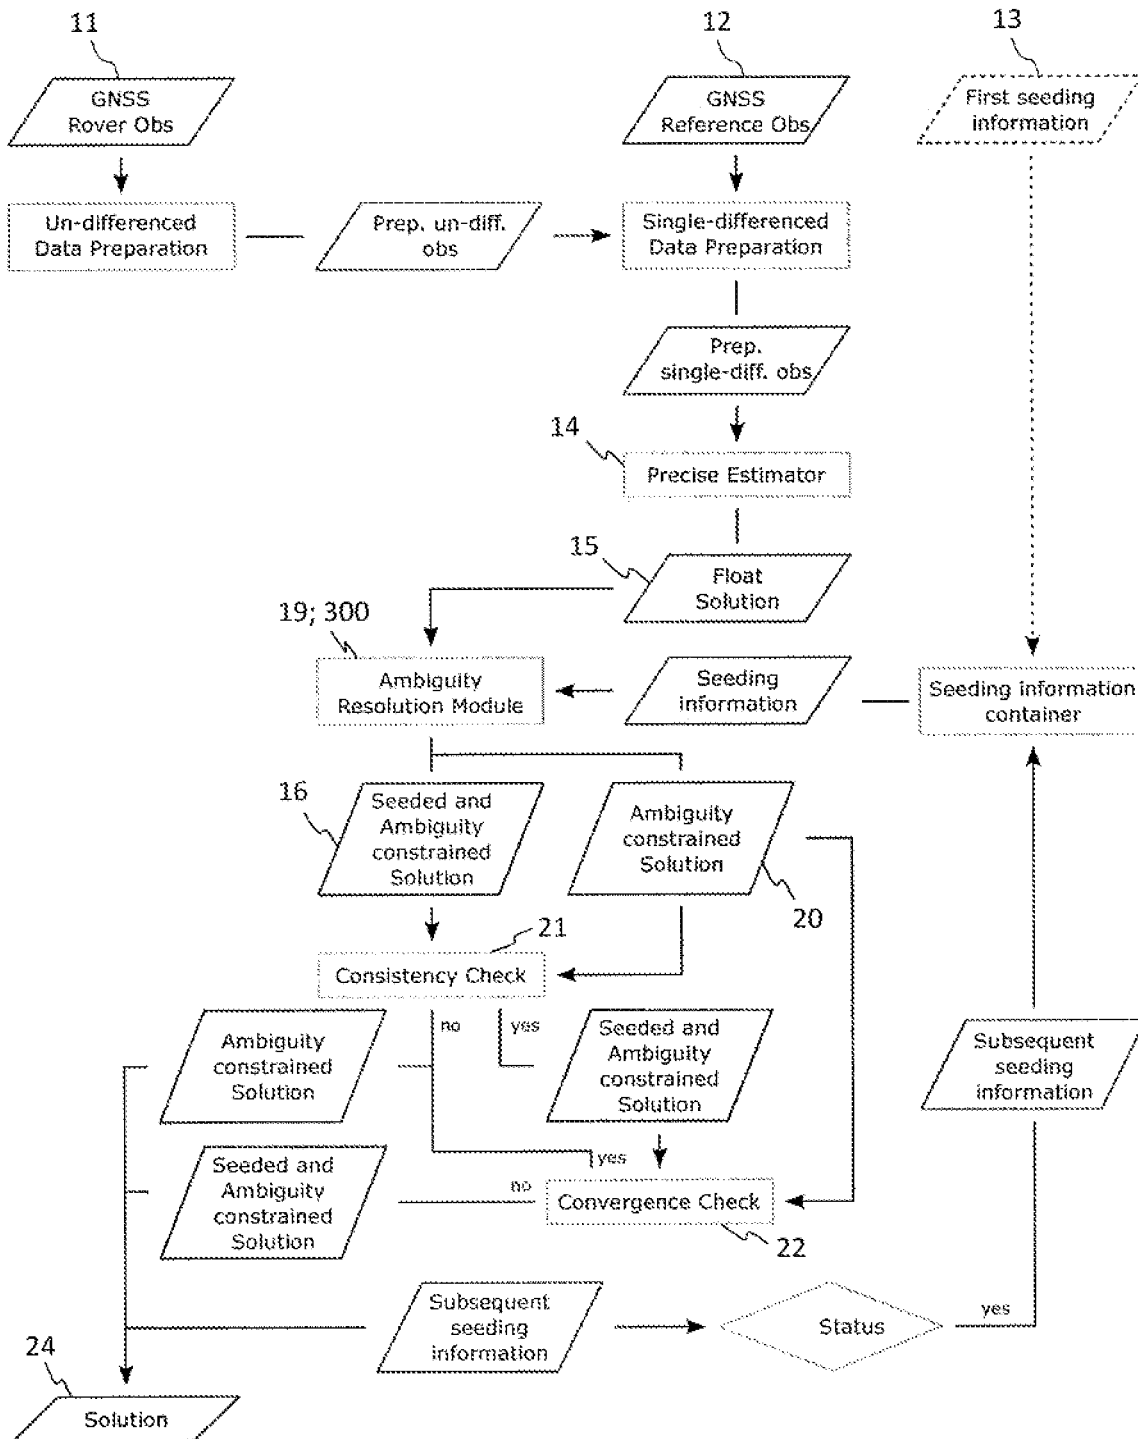 11
12
13
GNSS
Rover Obs
GNSS
Reference Obs
First seeding
information
Un-differenced
Data Preparation
Prep. un-diff.
obs
Single-differenced
Data Preparation
Prep.
single-diff. obs
14
Precise Estimator
15
Float
Solution
19; 300
Ambiguity
Resolution Module
Seeding
information
Seeding information
container
16
Seeded and
Ambiguity
constrained
Solution
Ambiguity
constrained
Solution
20
21
Consistency Check
no
yes
Ambiguity
constrained
Solution
Seeded and
Ambiguity
constrained
Solution
Subsequent
seeding
information
Seeded and
Ambiguity
constrained
Solution
yes
no
Convergence Check
22
Subsequent
seeding
information
Status
yes
24
Solution